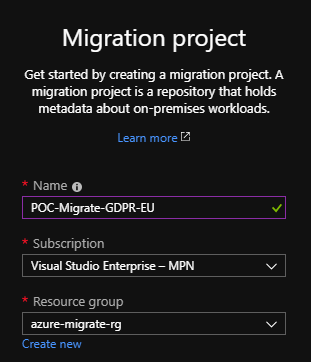 Migration project
Get started by creating a migration project. A
migration project is a repository that holds
metadata about on-premises workloads.
Learn more
* Name
POC-Migrate-GDPR-EU
* Subscription
Visual Studio Enterprise – MPN
* Resource group
azure-migrate-rg
Create new